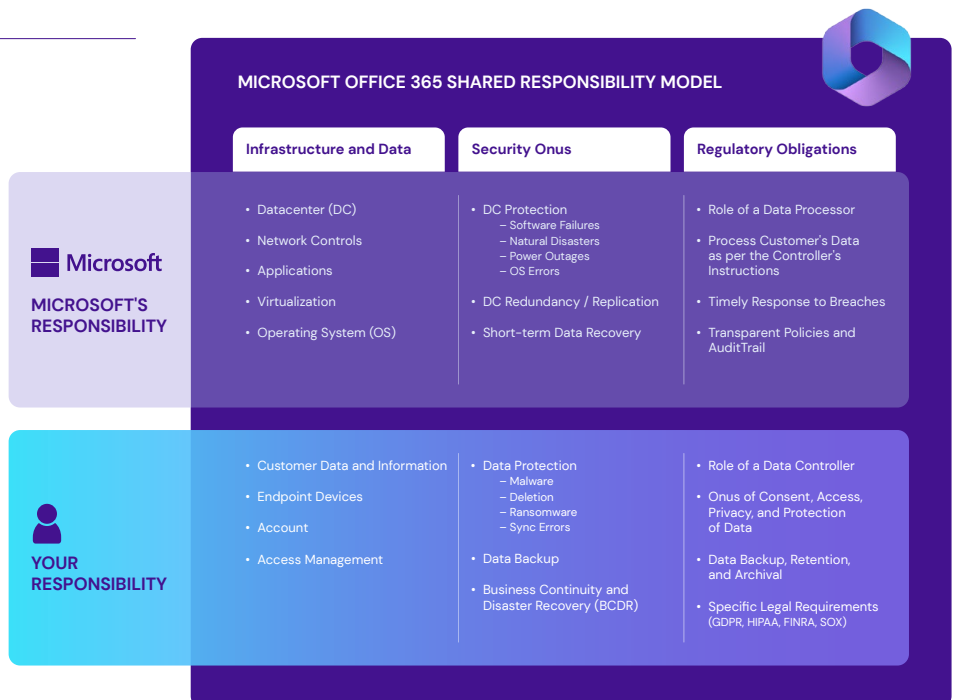 MICROSOFT OFFICE 365 SHARED RESPONSIBILITY MODEL
Infrastructure and Data
Security Onus
Regulatory Obligations
Microsoft
MICROSOFT'S
RESPONSIBILITY
• Datacenter (DC)
• Network Controls
• Applications
• Virtualization
• Operating System (OS)
• DC Protection
– Software Failures
– Natural Disasters
– Power Outages
– OS Errors
• DC Redundancy / Replication
• Short-term Data Recovery
• Role of a Data Processor
• Process Customer's Data
as per the Controller's
Instructions
• Timely Response to Breaches
• Transparent Policies and
AuditTrail
YOUR
RESPONSIBILITY
• Customer Data and Information
• Endpoint Devices
• Account
• Access Management
• Data Protection
– Malware
– Deletion
– Ransomware
– Sync Errors
• Data Backup
• Business Continuity and
Disaster Recovery (BCDR)
• Role of a Data Controller
• Onus of Consent, Access,
Privacy, and Protection
of Data
• Data Backup, Retention,
and Archival
• Specific Legal Requirements
(GDPR, HIPAA, FINRA, SOX)